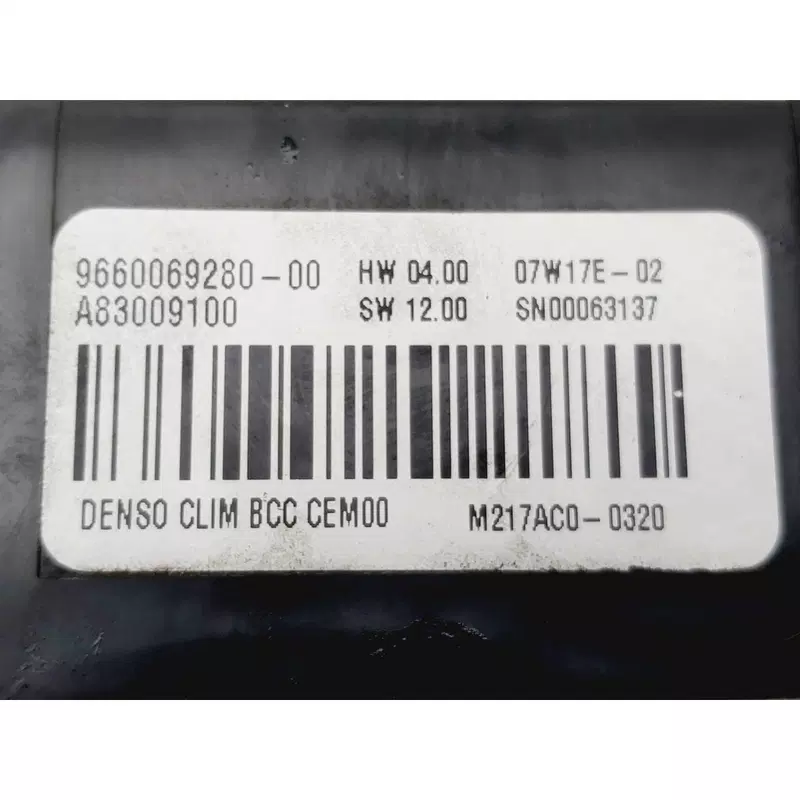 9660069280-00 HW 04.00 07W17E-02
A83009100 SW 12.00 SN00063137
DENSO CLIM BCC CEM00 M217AC0-0320